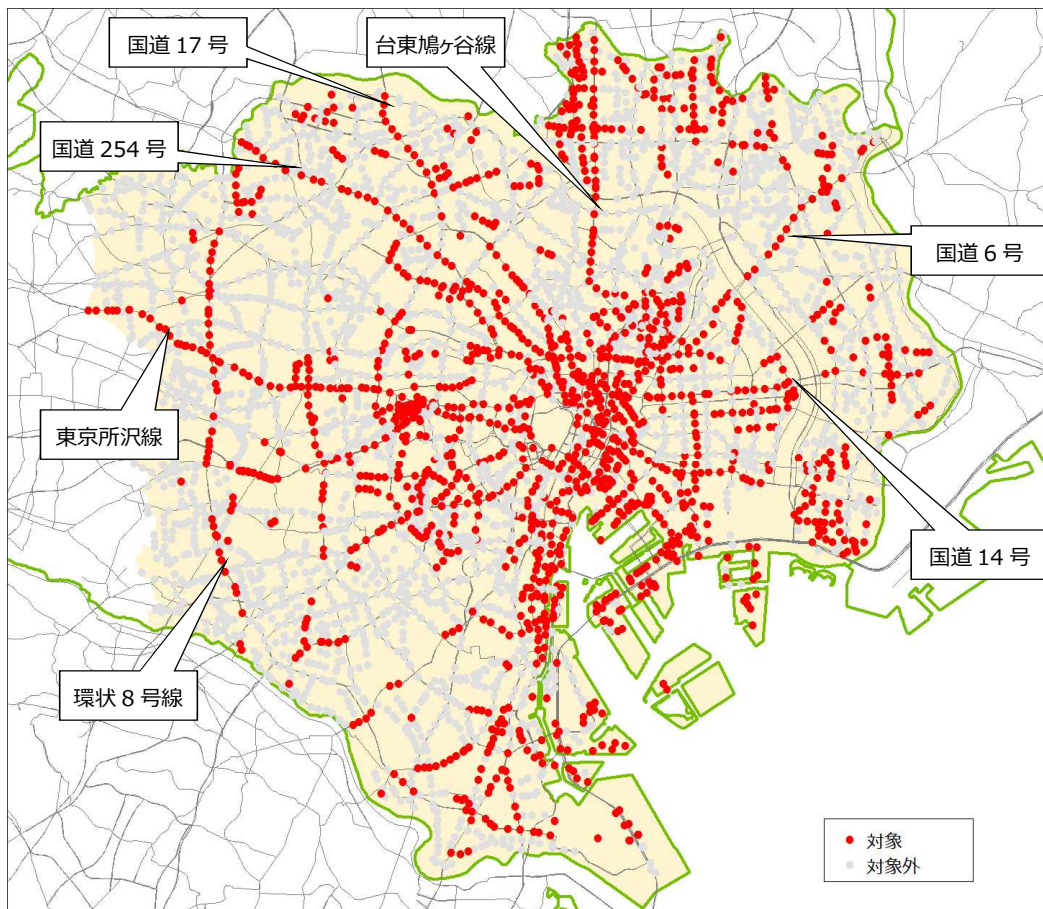 国道 17 号
台東鳩ヶ谷線
国道 254 号
国道 6 号
東京所沢線
国道 14 号
環状 8 号線
対象
対象外